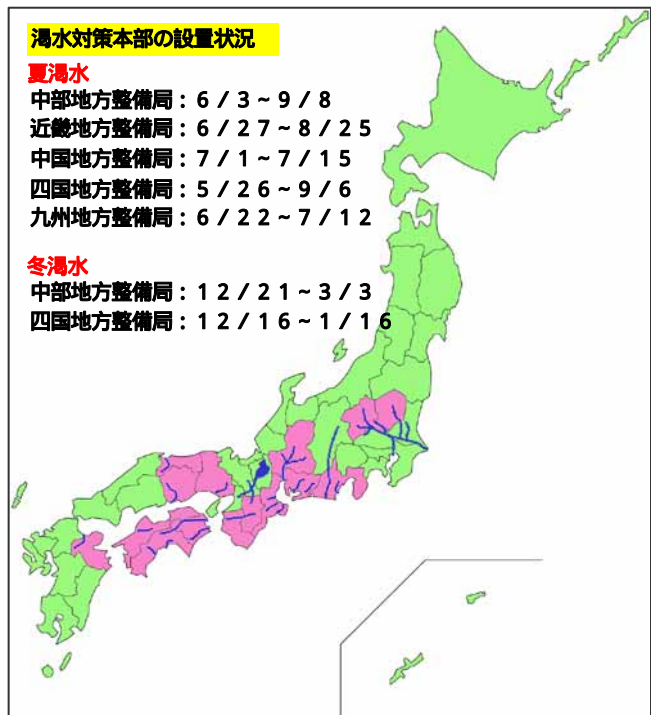 渇水対策本部の設置状況
夏渇水
中部地方整備局：６／３～９／８
近畿地方整備局：６／２７～８／２５
中国地方整備局：７／１～７／１５
四国地方整備局：５／２６～９／６
九州地方整備局：６／２２～７／１２
冬渇水
中部地方整備局：１２／２１～３／３
四国地方整備局：１２／１６～１／１６